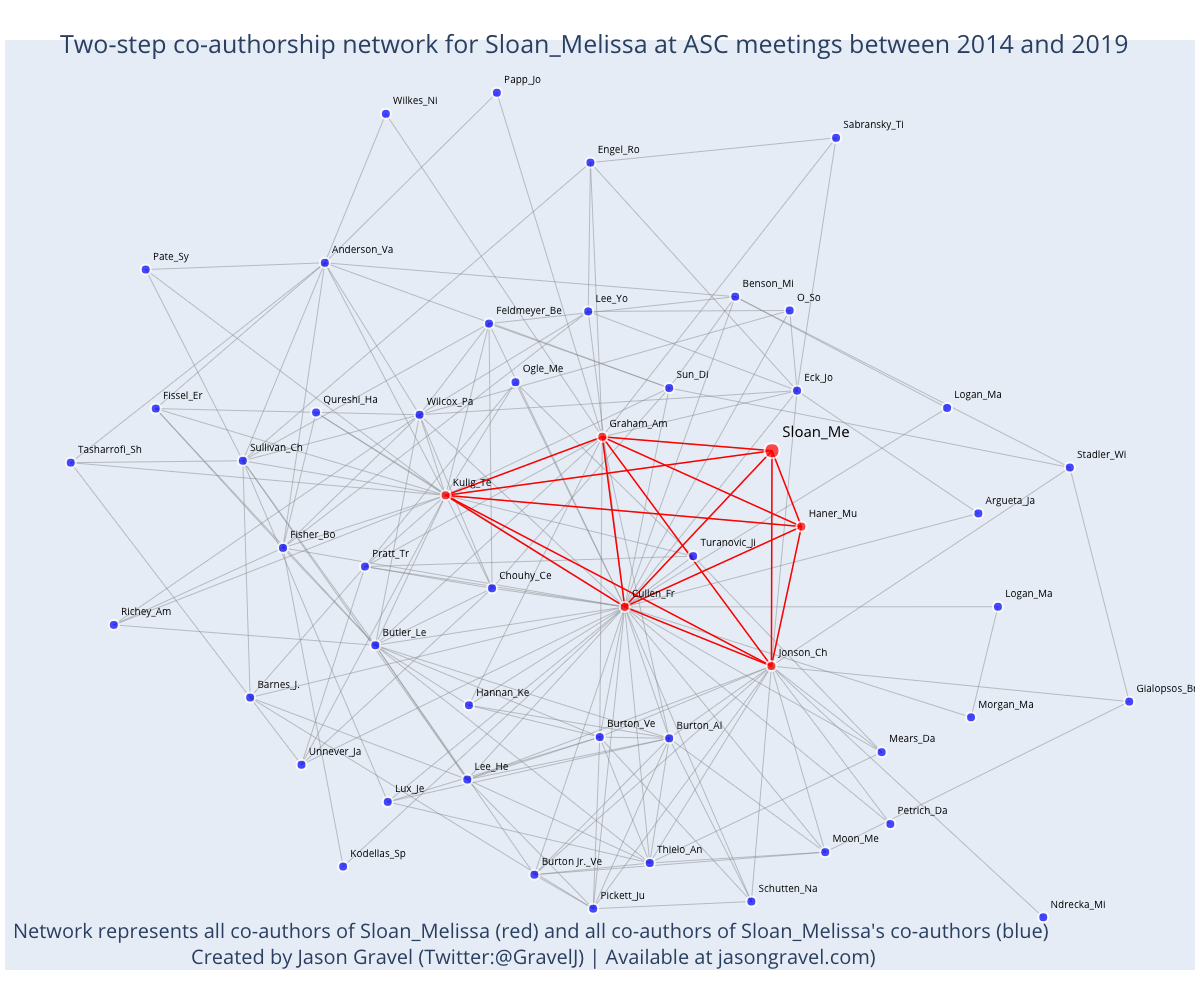 Two-step co-authorship network for Sloan_Melissa at ASC meetings between 2014 and 2019
Papp_Jo
Wilkes_Ni
Sabransky_Ti
Engel_Ro
Anderson_Va
Pate_Sy
Benson_Mi
Lee_Yo
O_So
Feldmeyer_Be
Ogle_Me
Sun_Di
Eck_Jo
Fissel_Er
Qureshi_Ha
Wilcox_Pa
Logan_Ma
Graham_Am
Sloan_Me
Tasharrofi_Sh
Sullivan_Ch
Stadler_Wi
Kulig_Te
Argueta_Ja
Haner_Mu
Fisher_Bo
Turanovic_Ji
Pratt_Tr
Chouhy_Ce
Cullen_Fr
Logan_Ma
Richey_Am
Butler_Le
Jonson_Ch
Barnes_J.
Hannan_Ke
Gialopsos_Br
Morgan_Ma
Burton_Ve
Burton_Al
Mears_Da
Unnever_Ja
Lee_He
Lux_Je
Petrich_Da
Moon_Me
Kodellas_Sp
Burton Jr._Ve
Thielo_An
Schutten_Na
Pickett_Ju
Ndrecka_Mi
Network represents all co-authors of Sloan_Melissa (red) and all co-authors of Sloan_Melissa's co-authors (blue)
Created by Jason Gravel (Twitter:@GravelJ) | Available at jasongravel.com)